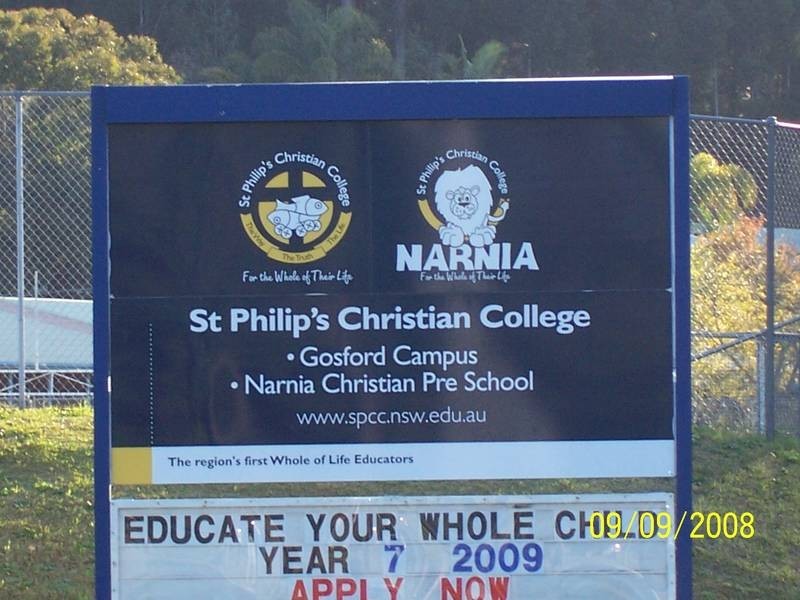 St Philip's Christian College
The Way
The Truth
The Life
For the Whole of Their Life
St Philip's Christian College
NARNIA
For the Whole of Their Life
St Philip's Christian College
• Gosford Campus
• Narnia Christian Pre School
www.spcc.nsw.edu.au
The region's first Whole of Life Educators
EDUCATE YOUR WHOLE CHILD
09/09/2008
YEAR 7 2009
APPLY NOW